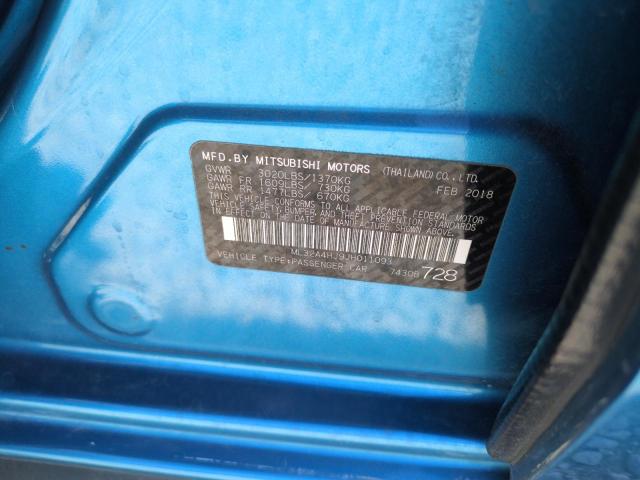 MFD.BY MITSUBISHI MOTORS (THAILAND)CO.,LTD.
GVWR 3020LBS/1370KG FEB 2018
GAWR FR 1609LBS/ 730KG
GAWR RR 1477LBS/ 670KG
THIS VEHICLE CONFORMS TO ALL APPLICABLE FEDERAL MOTOR
VEHICLE SAFETY, BUMPER, AND THEFT PREVENTION STANDARDS
IN EFFECT ON THE DATE OF MANUFACTURE SHOWN ABOVE.
ML32A4HJ9JH011093
VEHICLE TYPE:PASSENGER CAR 74308 728